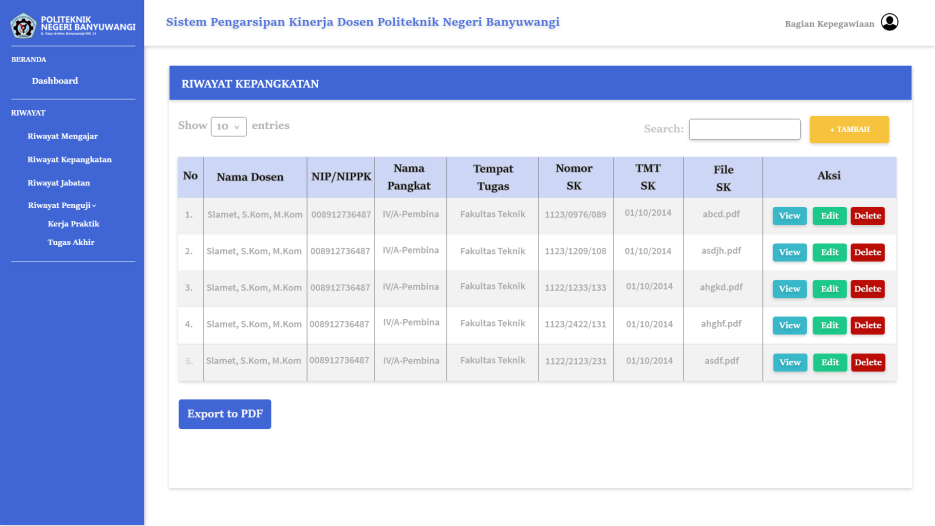 POLITEKNIK
NEGERI BANYUWANGI
Sistem Pengarsipan Kinerja Dosen Politeknik Negeri Banyuwangi
Bagian Kepegawiaan
BERANDA
Dashboard
RIWAYAT
Riwayat Mengajar
Riwayat Kepangkatan
Riwayat Jabatan
Riwayat Penguji
Kerja Praktik
Tugas Akhir
RIWAYAT KEPANGKATAN
Show 10 entries
Search:
+ TAMBAH
No Nama Dosen NIP/NIPPK Nama Pangkat Tempat Tugas Nomor SK TMT SK File SK Aksi
1. Slamet, S.Kom, M.Kom 008912736487 IV/A-Pembina Fakultas Teknik 1123/0976/089 01/10/2014 abcd.pdf View Edit Delete
2. Slamet, S.Kom, M.Kom 008912736487 IV/A-Pembina Fakultas Teknik 1123/1209/108 01/10/2014 asdjh.pdf View Edit Delete
3. Slamet, S.Kom, M.Kom 008912736487 IV/A-Pembina Fakultas Teknik 1122/1233/133 01/10/2014 ahgkd.pdf View Edit Delete
4. Slamet, S.Kom, M.Kom 008912736487 IV/A-Pembina Fakultas Teknik 1123/2422/131 01/10/2014 ahghf.pdf View Edit Delete
5. Slamet, S.Kom, M.Kom 008912736487 IV/A-Pembina Fakultas Teknik 1122/2123/231 01/10/2014 asdf.pdf View Edit Delete
Export to PDF